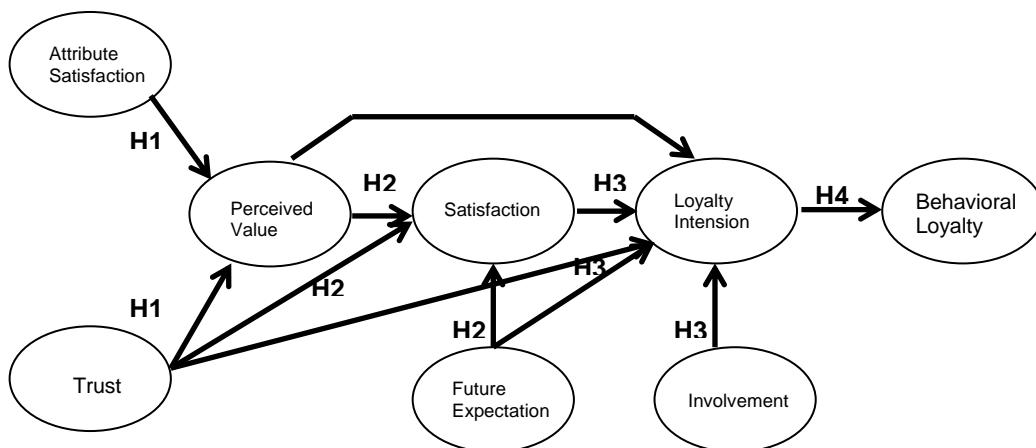 Attribute
Satisfaction
H1
H2
H3
H4
Perceived
Value
Satisfaction
Loyalty
Intension
Behavioral
Loyalty
H1
H2
H3
H2
H3
Trust
Future
Expectation
Involvement